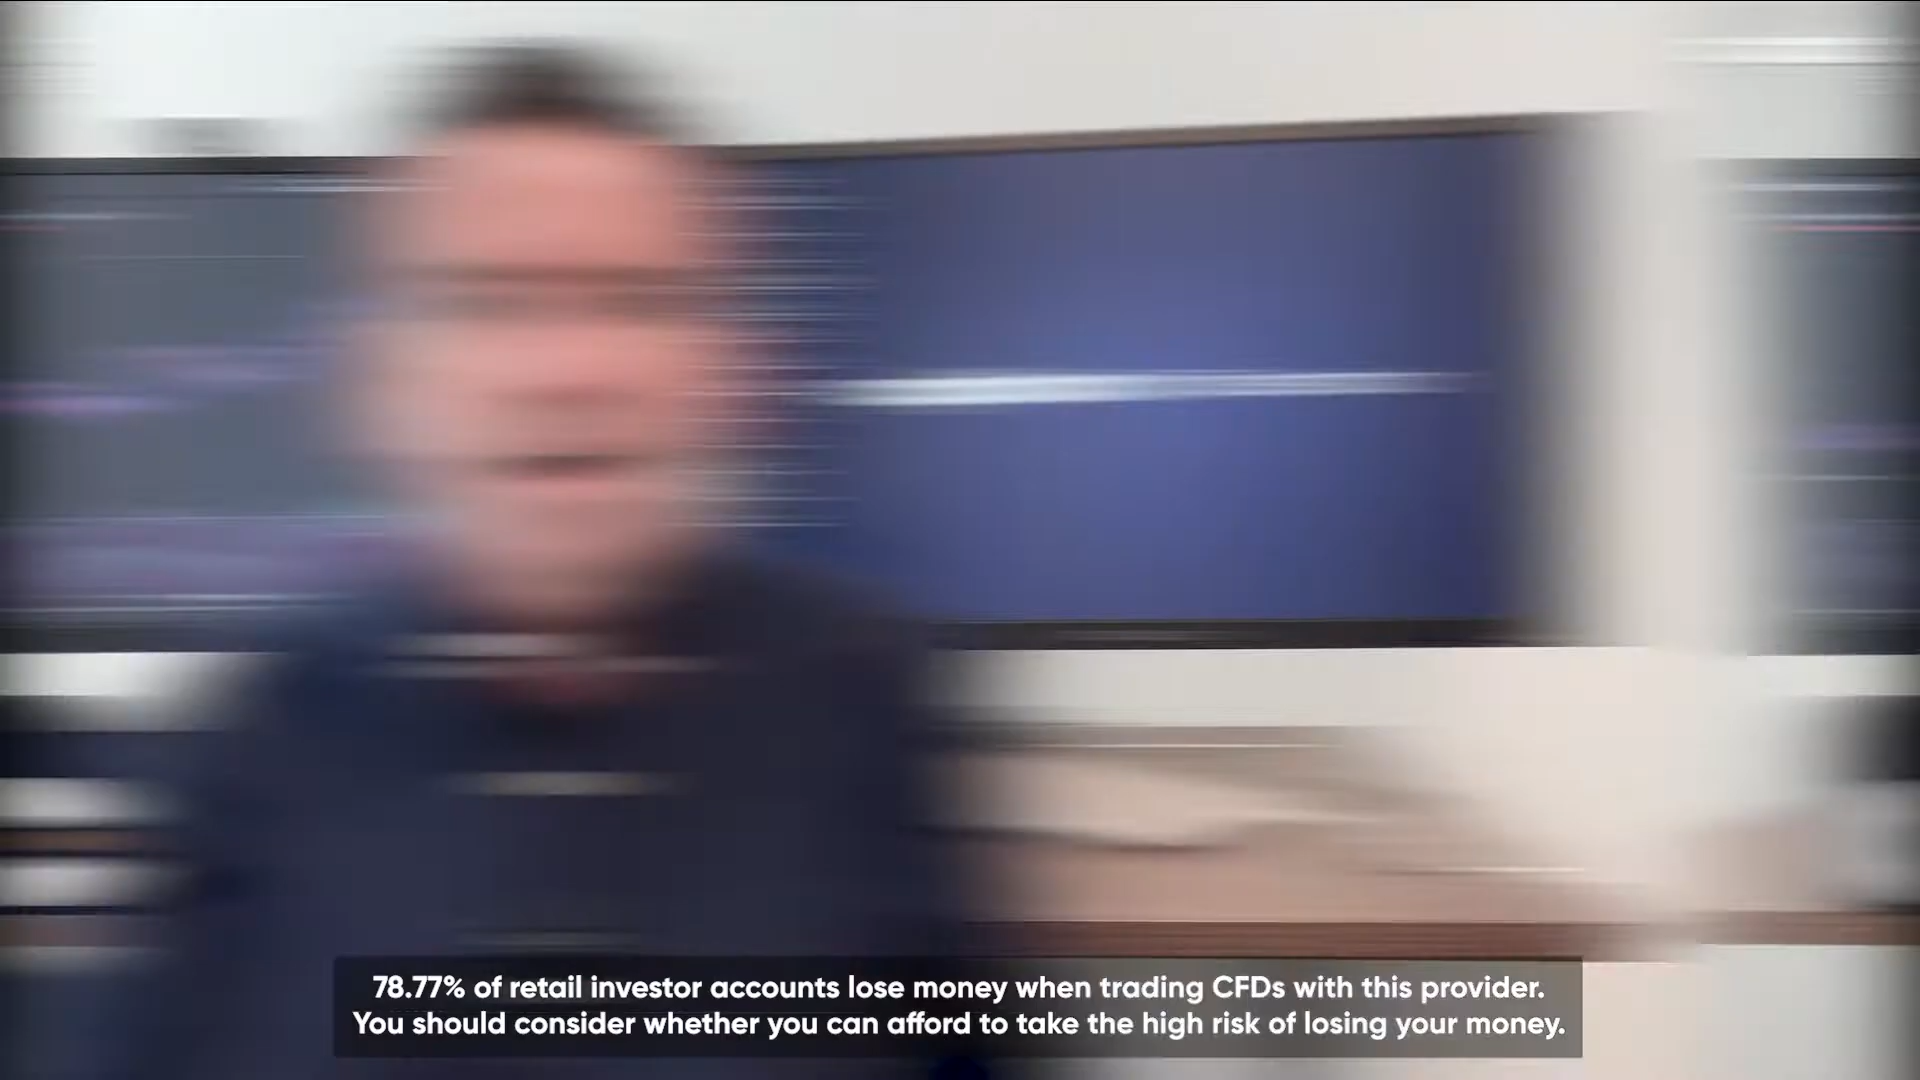 78.77% of retail investor accounts lose money when trading CFDs with this provider.
You should consider whether you can afford to take the high risk of losing your money.